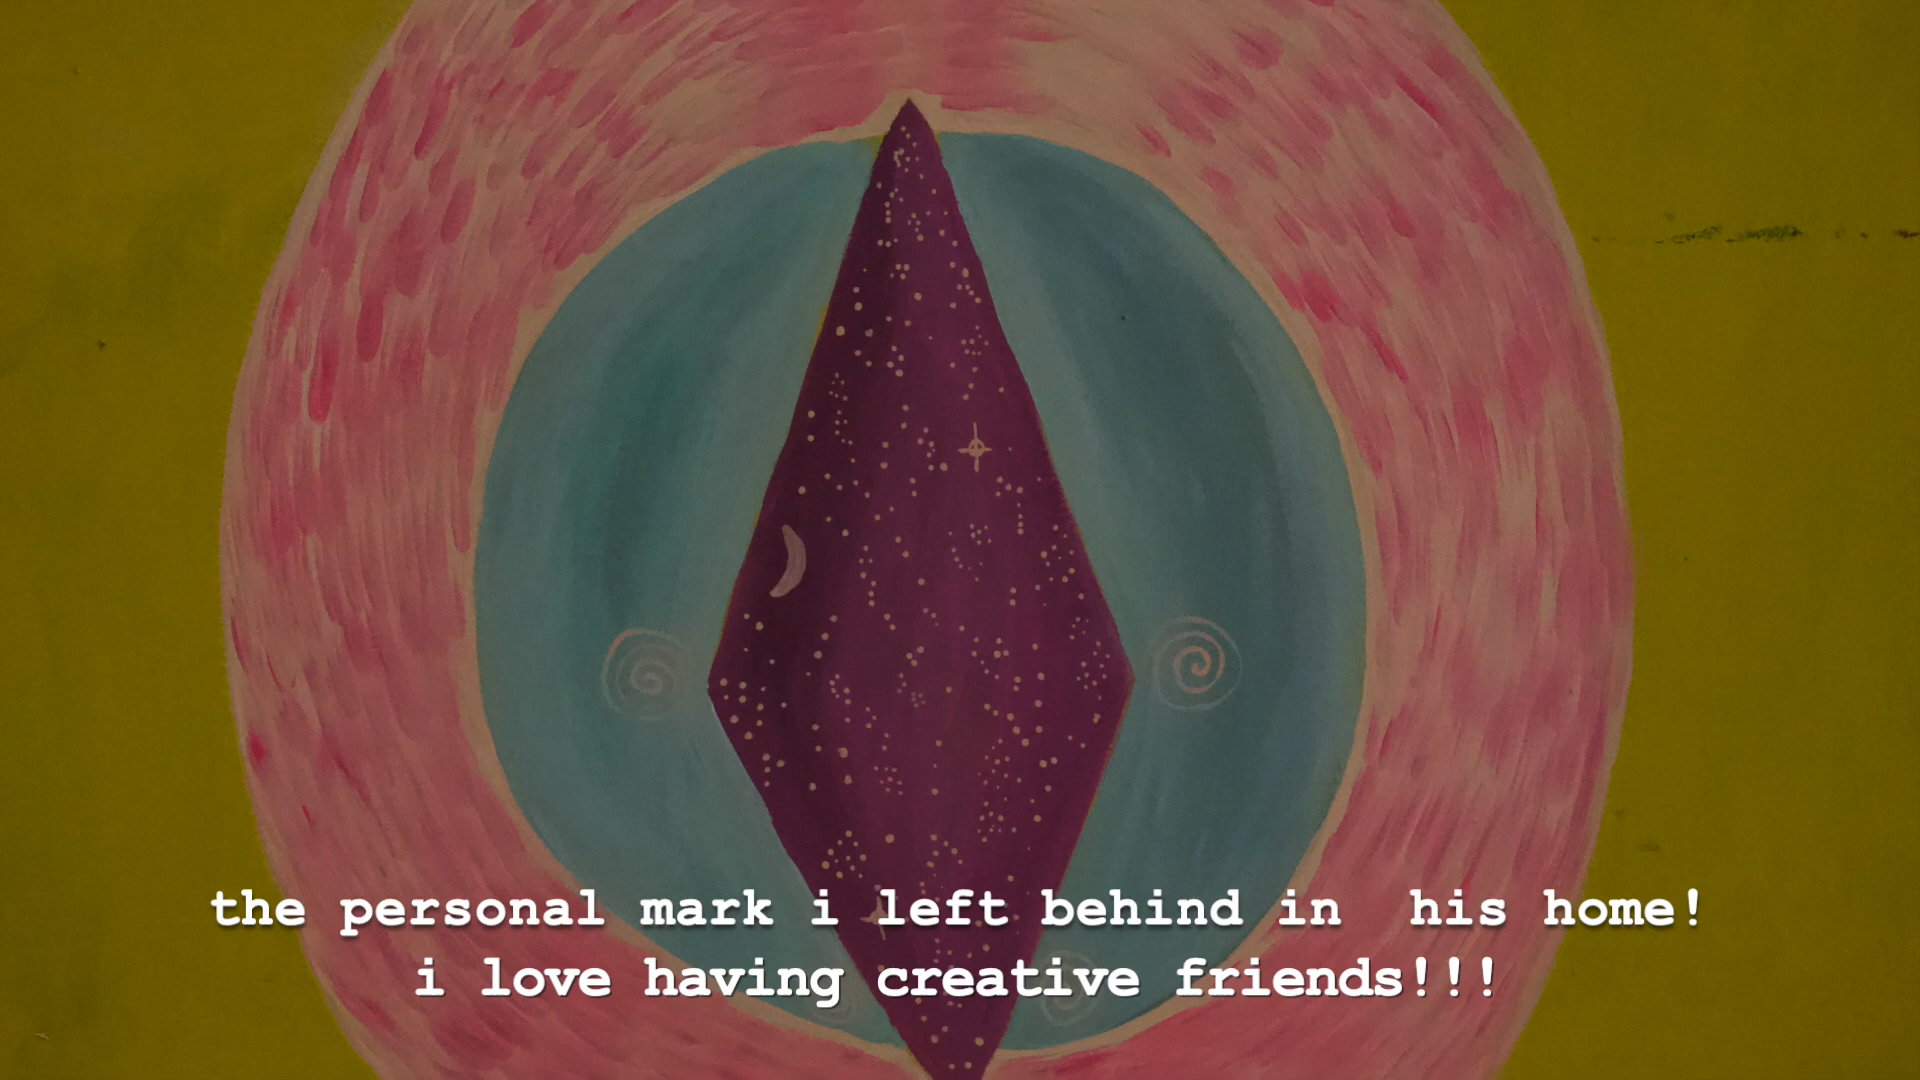 the personal mark i left behind in  his home!
i love having creative friends!!!